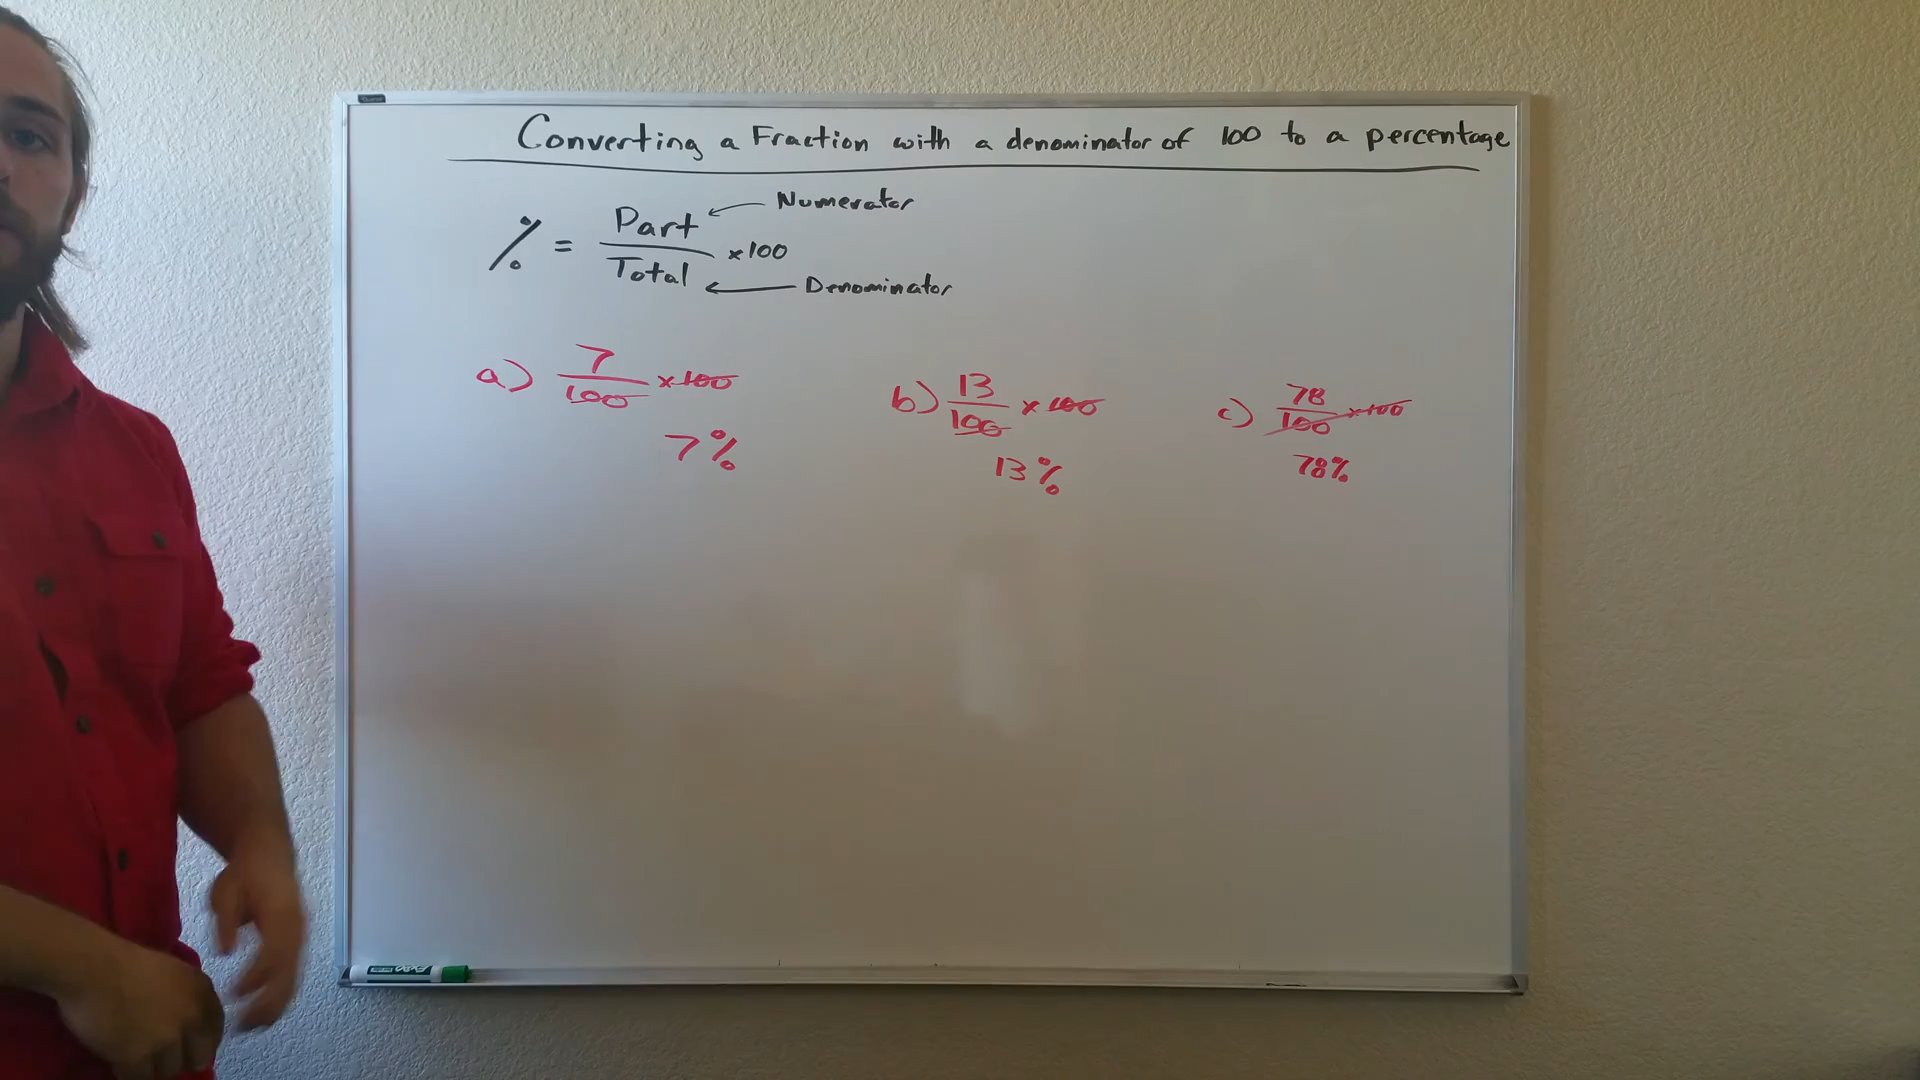 Converting a Fraction with a denominator of 100 to a percentage
% = Part / Total ×100
Numerator
Denominator
a) 7/100 ×100
7%
b) 13/100 × 100
13%
c) 78/100 ×100
78%
EXPO